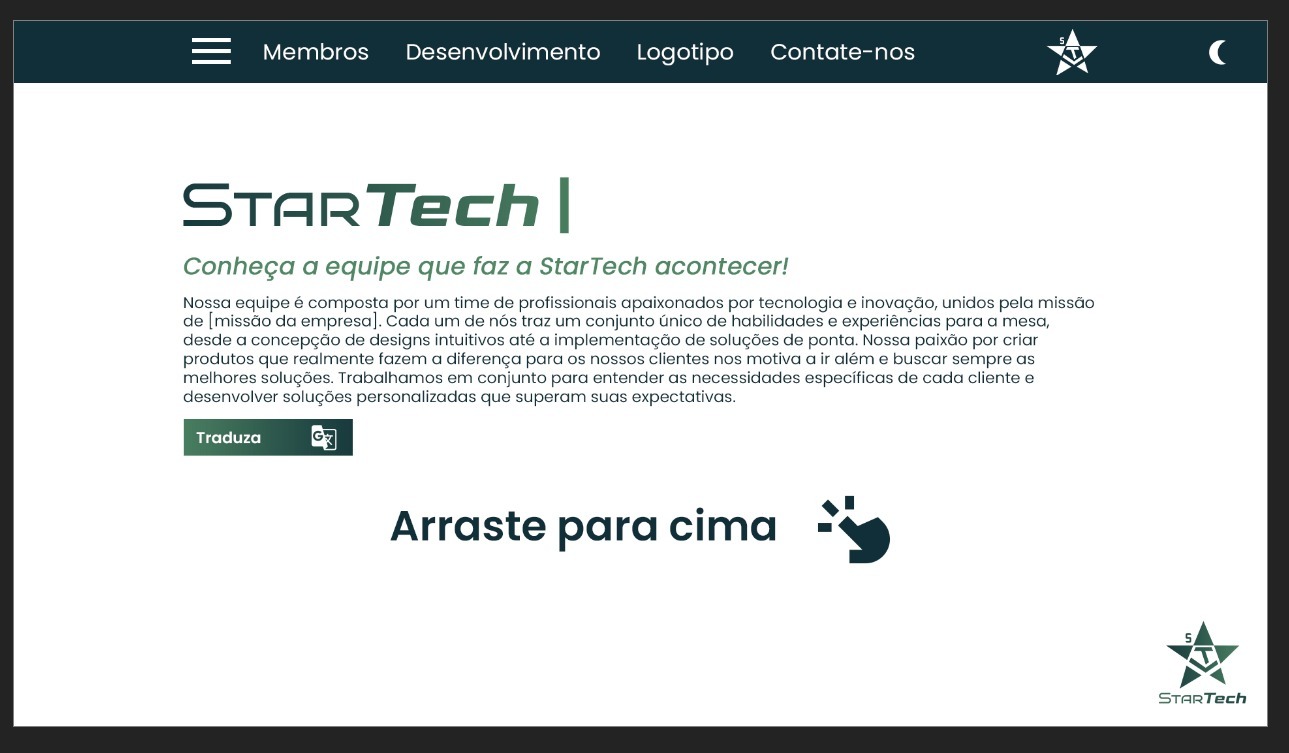 Membros Desenvolvimento Logotipo Contate-nos
S T
StarTech |
Conheça a equipe que faz a StarTech acontecer!
Nossa equipe é composta por um time de profissionais apaixonados por tecnologia e inovação, unidos pela missão
de [missão da empresa]. Cada um de nós traz um conjunto único de habilidades e experiências para a mesa,
desde a concepção de designs intuitivos até a implementação de soluções de ponta. Nossa paixão por criar
produtos que realmente fazem a diferença para os nossos clientes nos motiva a ir além e buscar sempre as
melhores soluções. Trabalhamos em conjunto para entender as necessidades específicas de cada cliente e
desenvolver soluções personalizadas que superam suas expectativas.
Traduza G文
Arraste para cima
S T
StarTech